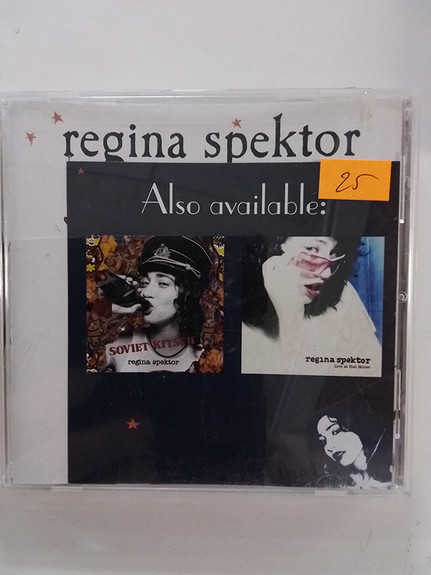 regina spektor
25
Also available:
SOVIET KITSCH
regina spektor
regina spektor
Live at Bull Moose